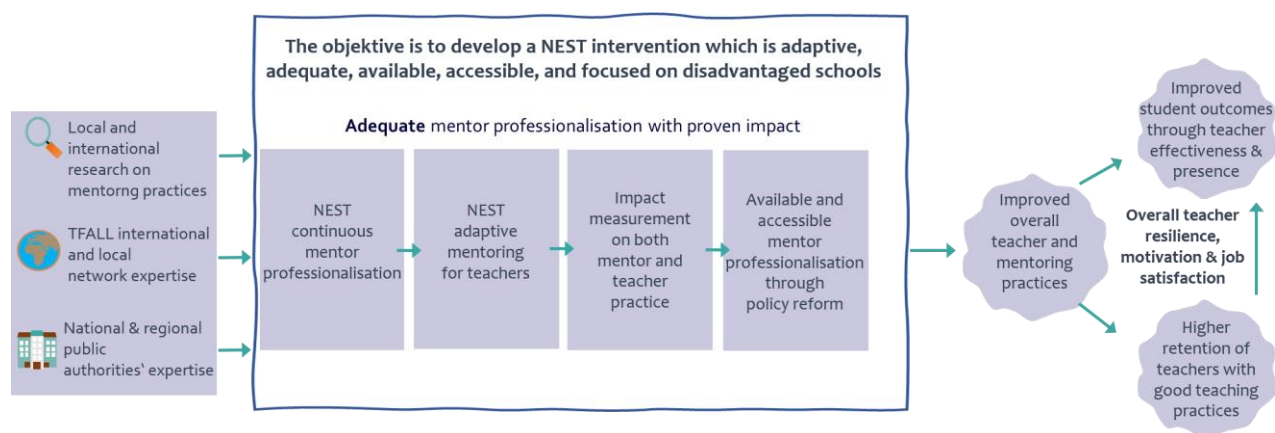 The objektive is to develop a NEST intervention which is adaptive,
adequate, available, accessible, and focused on disadvantaged schools
Adequate mentor professionalisation with proven impact
Local and
international
research on
mentorng practices
TFALL international
and local
network expertise
National & regional
public
authorities' expertise
NEST
continuous
mentor
professionalisation
NEST
adaptive
mentoring
for teachers
Impact
measurement
on both
mentor and
teacher
practice
Available and
accessible
mentor
professionalisation
through
policy reform
Improved
overall
teacher and
mentoring
practices
Improved
student outcomes
through teacher
effectiveness &
presence
Overall teacher
resilience,
motivation & job
satisfaction
Higher
retention of
teachers with
good teaching
practices